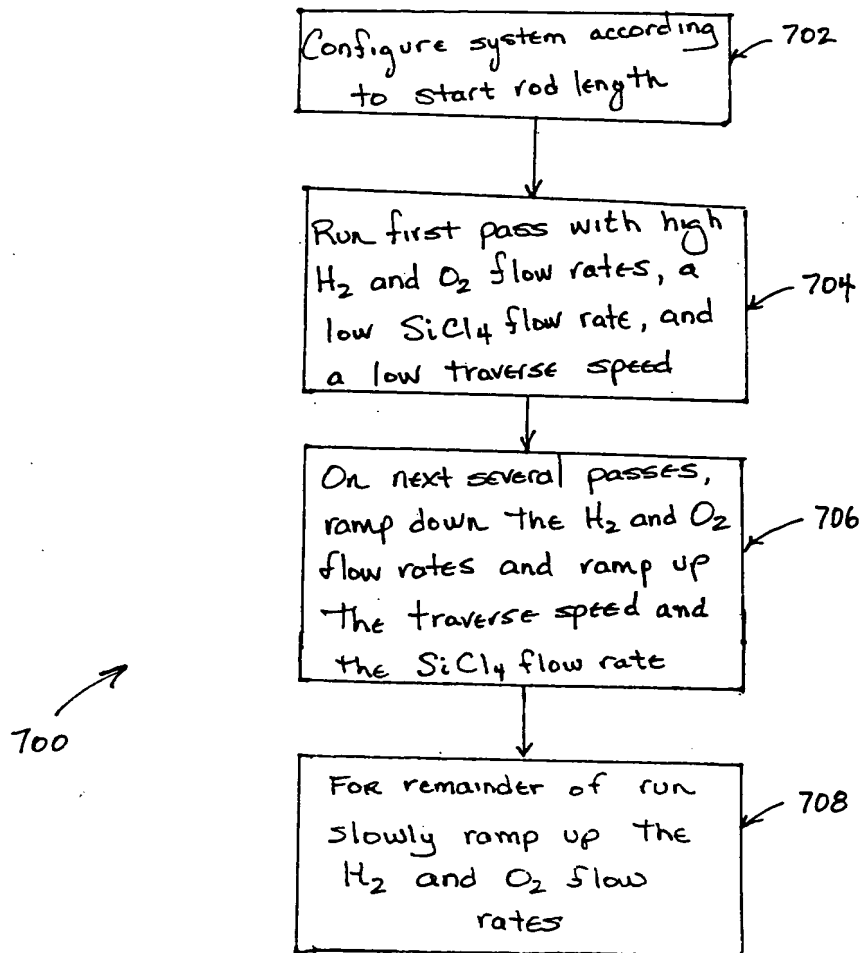 Configure system according
to start rod length
702
Run first pass with high
H₂ and O₂ flow rates, a
low SiCl₄ flow rate, and
a low traverse speed
704
On next several passes,
ramp down the H₂ and O₂
flow rates and ramp up
the traverse speed and
the SiCl₄ flow rate
706
700
For remainder of run
slowly ramp up the
H₂ and O₂ flow
rates
708